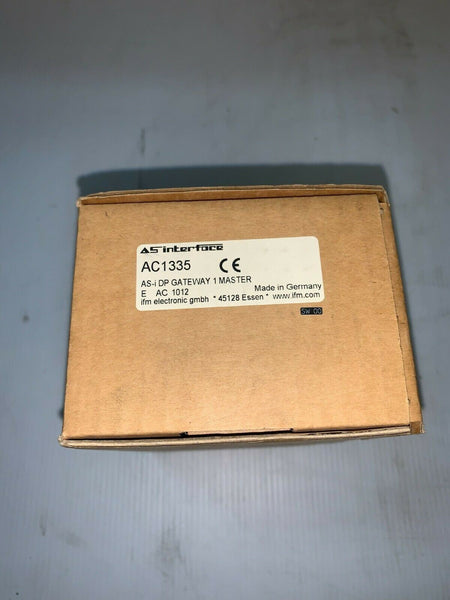 AS interface
AC1335 CE
AS-i DP GATEWAY 1 MASTER
E AC 1012 Made in Germany
ifm electronic gmbh * 45128 Essen * www.ifm.com
SW 00